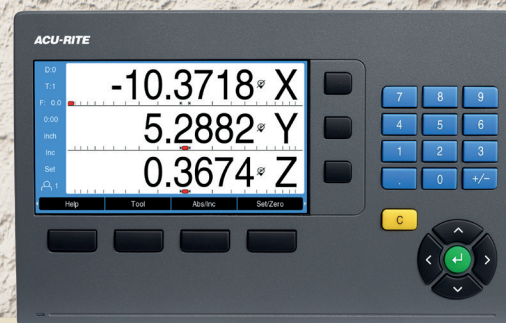 ACU-RITE
D:0
T:1
F: 0.0
0:00
Inch
Inc
Set
1
-10.3718 X
5.2882 Y
0.3674 Z
Help Tool Abs/Inc Set/Zero
7 8 9
4 5 6
1 2 3
. 0 +/-
C